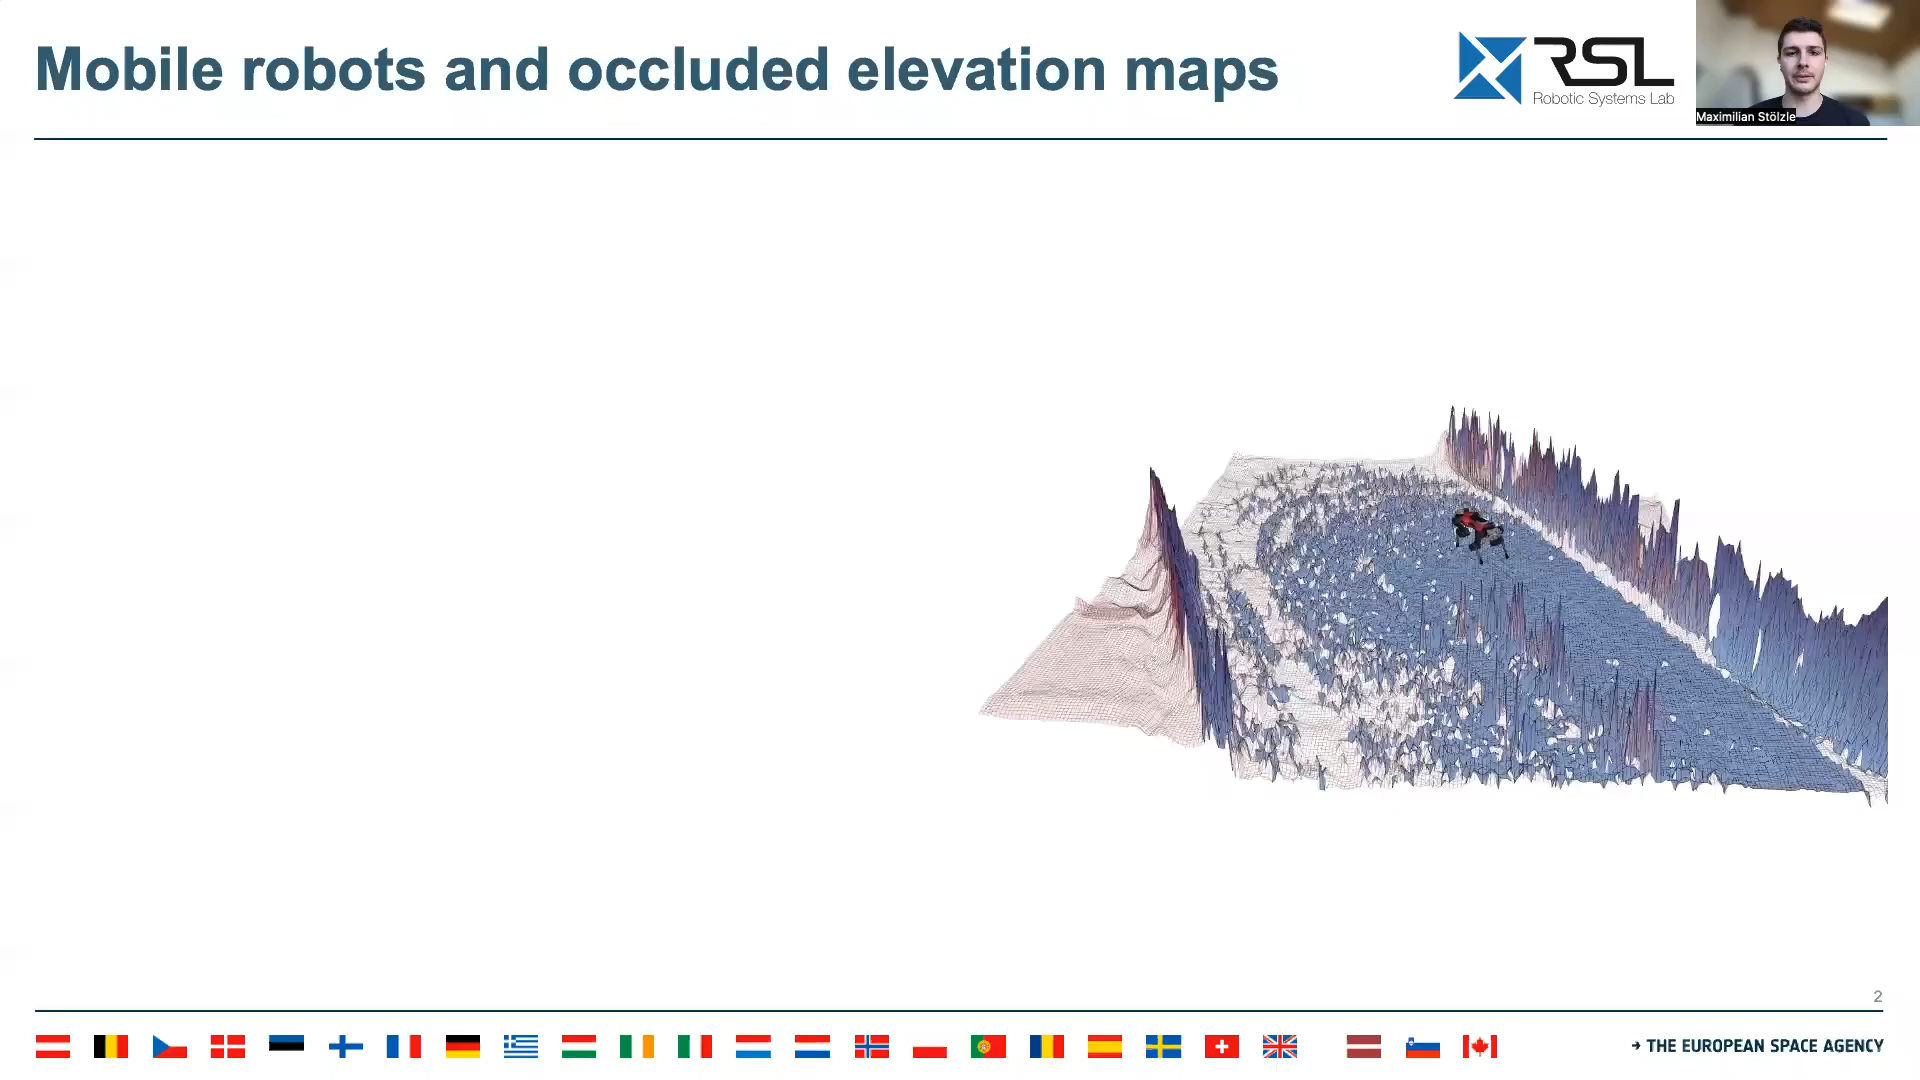 Mobile robots and occluded elevation maps
RSL
Robotic Systems Lab
Maximilian Stölzle
2
→ THE EUROPEAN SPACE AGENCY